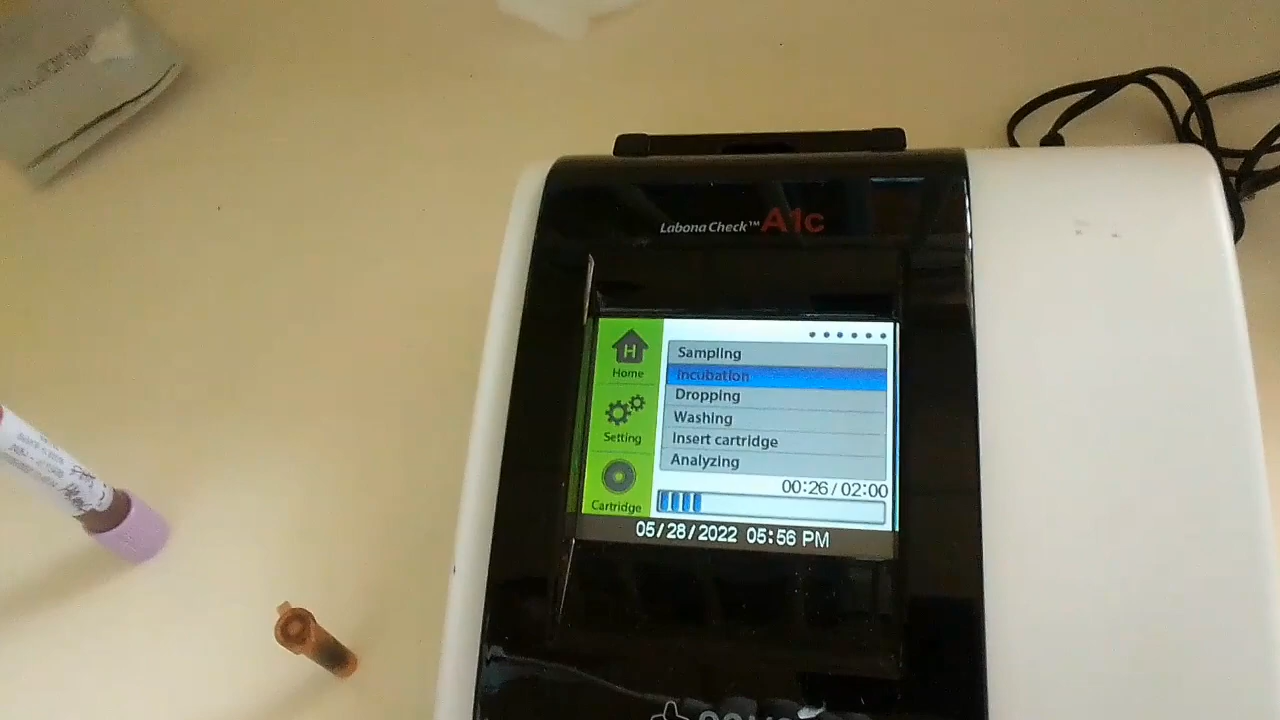 LabonaCheck™ A1c
Home
Setting
Cartridge
Sampling
Incubation
Dropping
Washing
Insert cartridge
Analyzing
00:26/02:00
05/28/2022 05:56 PM